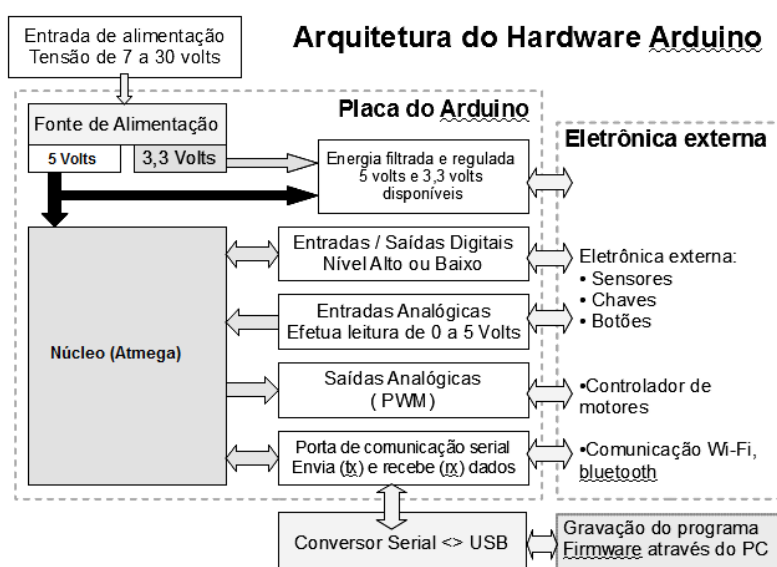 Entrada de alimentação
Tensão de 7 a 30 volts
Arquitetura do Hardware Arduino
Placa do Arduino
Fonte de Alimentação
5 Volts
3,3 Volts
Energia filtrada e regulada
5 volts e 3,3 volts
disponíveis
Eletrônica externa
Núcleo (Atmega)
Entradas / Saídas Digitais
Nível Alto ou Baixo
Entradas Analógicas
Efetua leitura de 0 a 5 Volts
Saídas Analógicas
( PWM)
Porta de comunicação serial
Envia (tx) e recebe (rx) dados
Eletrônica externa:
• Sensores
• Chaves
• Botões
•Controlador de
motores
•Comunicação Wi-Fi,
bluetooth
Conversor Serial <> USB
Gravação do programa
Firmware através do PC